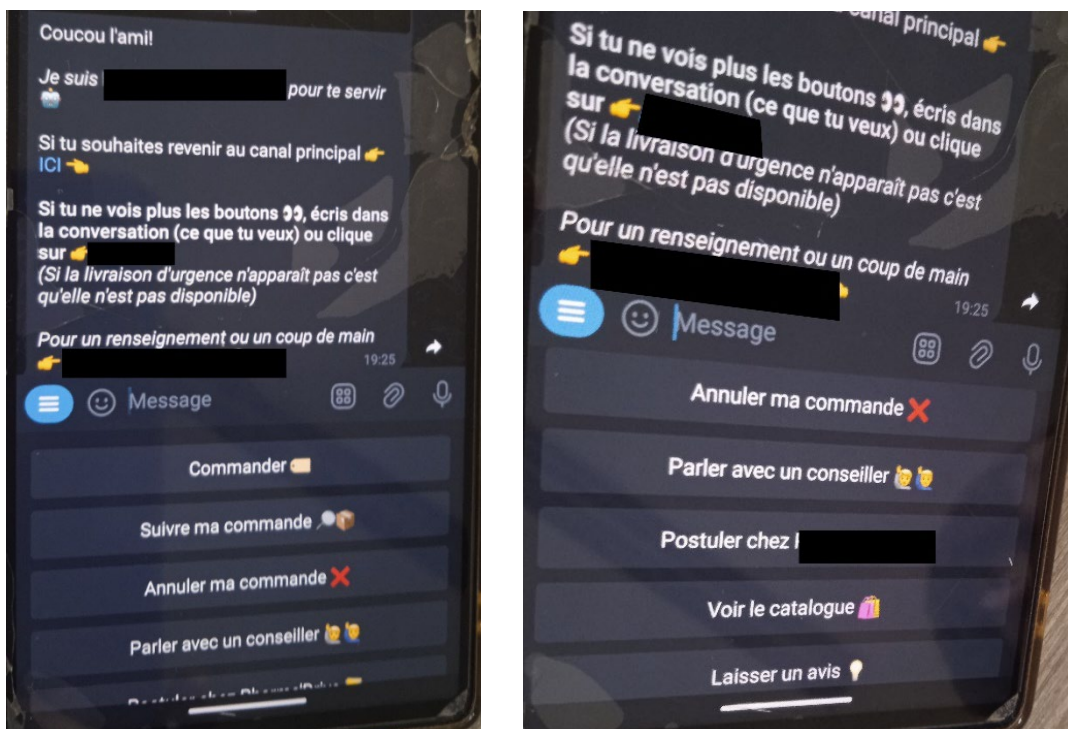 Coucou l'ami!
Je suis pour te servir
Si tu souhaites revenir au canal principal 👉
ICI 👈
Si tu ne vois plus les boutons 👀, écris dans
la conversation (ce que tu veux) ou clique
sur 👉
(Si la livraison d'urgence n'apparaît pas c'est
qu'elle n'est pas disponible)
Pour un renseignement ou un coup de main
👉
19:25
Message
Commander 🏷️
Suivre ma commande 🔎📦
Annuler ma commande ❌
Parler avec un conseiller 🙋🙋‍♂️
canal principal 👉
Si tu ne vois plus les boutons 👀, écris dans
la conversation (ce que tu veux) ou clique
sur 👉
(Si la livraison d'urgence n'apparaît pas c'est
qu'elle n'est pas disponible)
Pour un renseignement ou un coup de main
👉
19:25
Message
Annuler ma commande ❌
Parler avec un conseiller 🙋🙋‍♂️
Postuler chez
Voir le catalogue 🛍️
Laisser un avis 💡